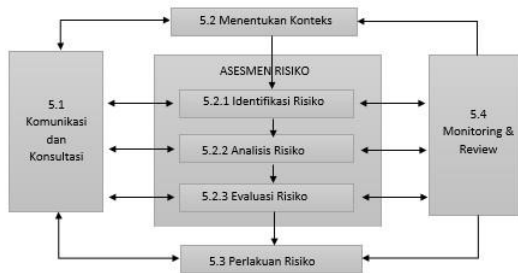 5.2 Menentukan Konteks
ASESMEN RISIKO
5.1
Komunikasi
dan
Konsultasi
5.2.1 Identifikasi Risiko
5.2.2 Analisis Risiko
5.2.3 Evaluasi Risiko
5.4
Monitoring &
Review
5.3 Perlakuan Risiko